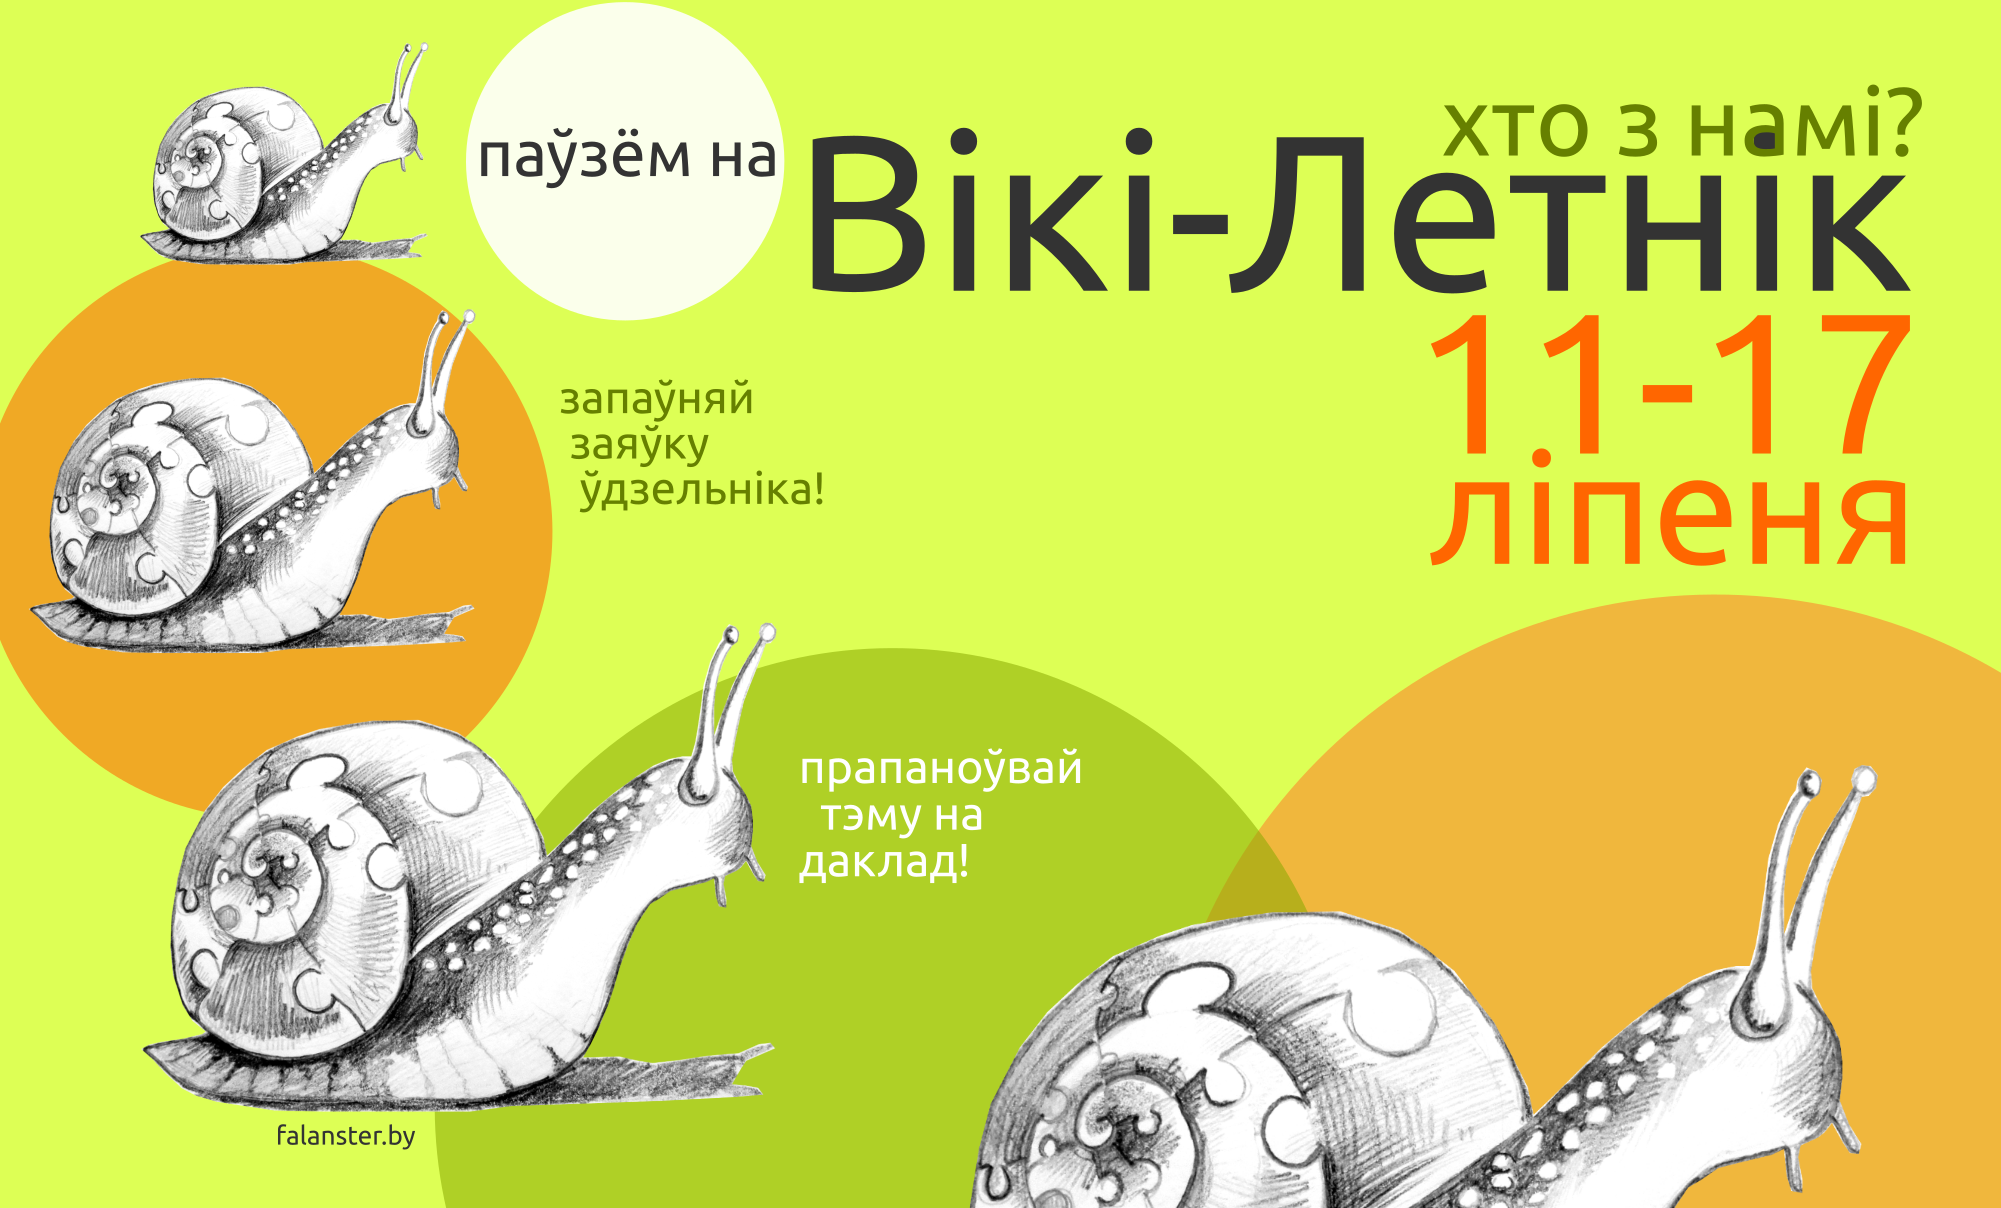 паўзём на
Вікі-Летнік
хто з намі?
11-17
ліпеня
запаўняй
заяўку
ўдзельніка!
прапаноўвай
тэму на
даклад!
falanster.by